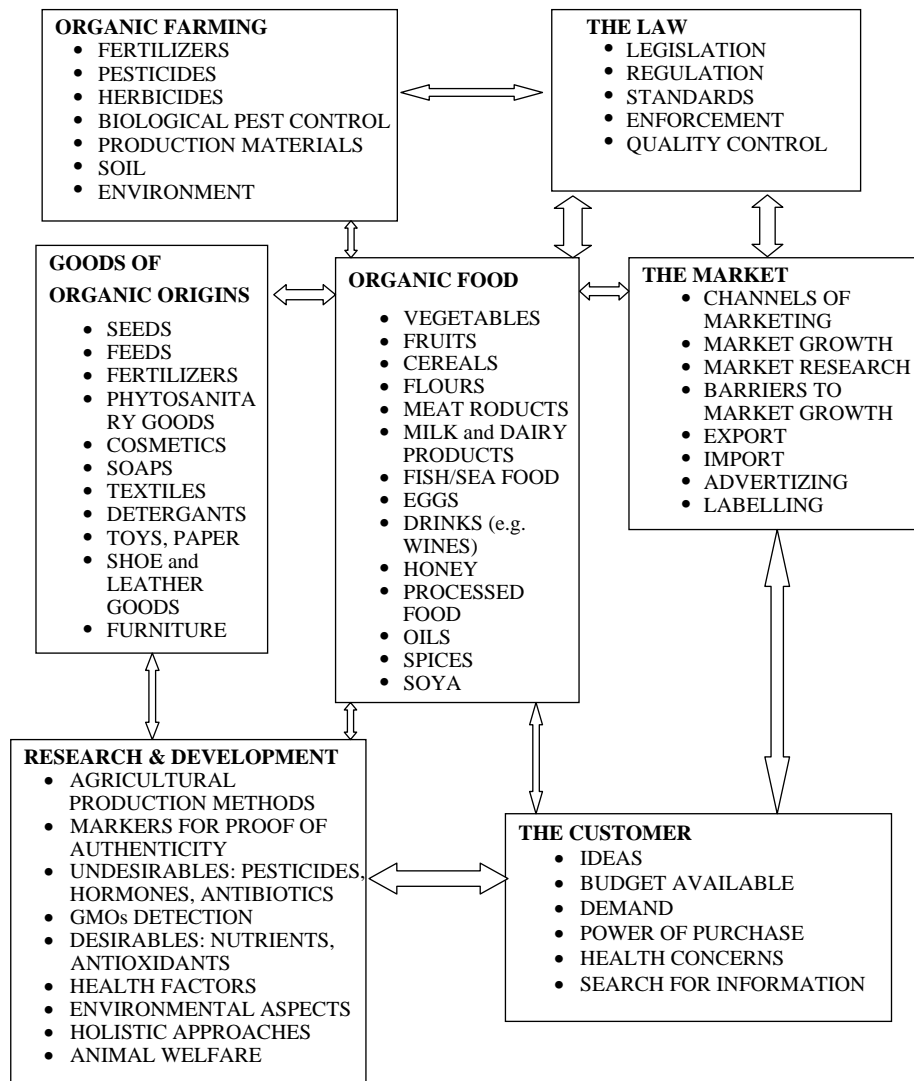 ORGANIC FARMING
• FERTILIZERS
• PESTICIDES
• HERBICIDES
• BIOLOGICAL PEST CONTROL
• PRODUCTION MATERIALS
• SOIL
• ENVIRONMENT
THE LAW
• LEGISLATION
• REGULATION
• STANDARDS
• ENFORCEMENT
• QUALITY CONTROL
GOODS OF
ORGANIC ORIGINS
• SEEDS
• FEEDS
• FERTILIZERS
• PHYTOSANITA
RY GOODS
• COSMETICS
• SOAPS
• TEXTILES
• DETERGANTS
• TOYS, PAPER
• SHOE and
LEATHER
GOODS
• FURNITURE
ORGANIC FOOD
• VEGETABLES
• FRUITS
• CEREALS
• FLOURS
• MEAT RODUCTS
• MILK and DAIRY
PRODUCTS
• FISH/SEA FOOD
• EGGS
• DRINKS (e.g.
WINES)
• HONEY
• PROCESSED
FOOD
• OILS
• SPICES
• SOYA
THE MARKET
• CHANNELS OF
MARKETING
• MARKET GROWTH
• MARKET RESEARCH
• BARRIERS TO
MARKET GROWTH
• EXPORT
• IMPORT
• ADVERTIZING
• LABELLING
RESEARCH & DEVELOPMENT
• AGRICULTURAL
PRODUCTION METHODS
• MARKERS FOR PROOF OF
AUTHENTICITY
• UNDESIRABLES: PESTICIDES,
HORMONES, ANTIBIOTICS
• GMOs DETECTION
• DESIRABLES: NUTRIENTS,
ANTIOXIDANTS
• HEALTH FACTORS
• ENVIRONMENTAL ASPECTS
• HOLISTIC APPROACHES
• ANIMAL WELFARE
THE CUSTOMER
• IDEAS
• BUDGET AVAILABLE
• DEMAND
• POWER OF PURCHASE
• HEALTH CONCERNS
• SEARCH FOR INFORMATION